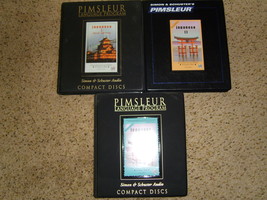 PIMSLEUR
LANGUAGE PROGRAM
JAPANESE
Simon & Schuster Audio
COMPACT DISCS
SIMON & SCHUSTER'S
PIMSLEUR
JAPANESE
III
PIMSLEUR
LANGUAGE PROGRAM
Simon & Schuster Audio
COMPACT DISCS